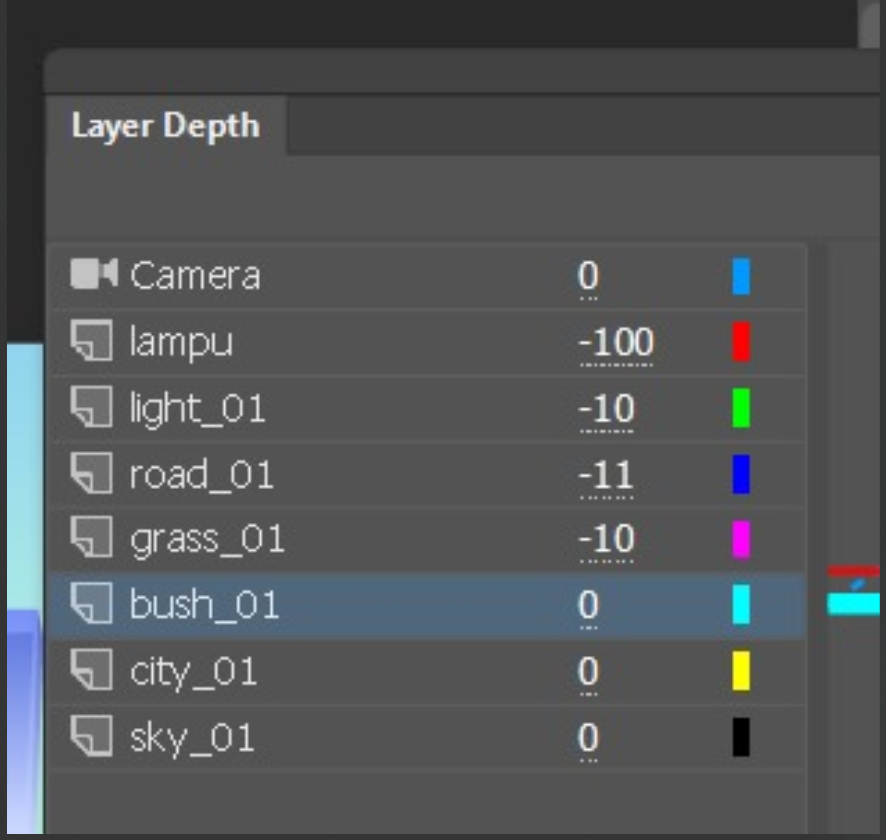 Layer Depth
Camera 0
lampu -100
light_01 -10
road_01 -11
grass_01 -10
bush_01 0
city_01 0
sky_01 0